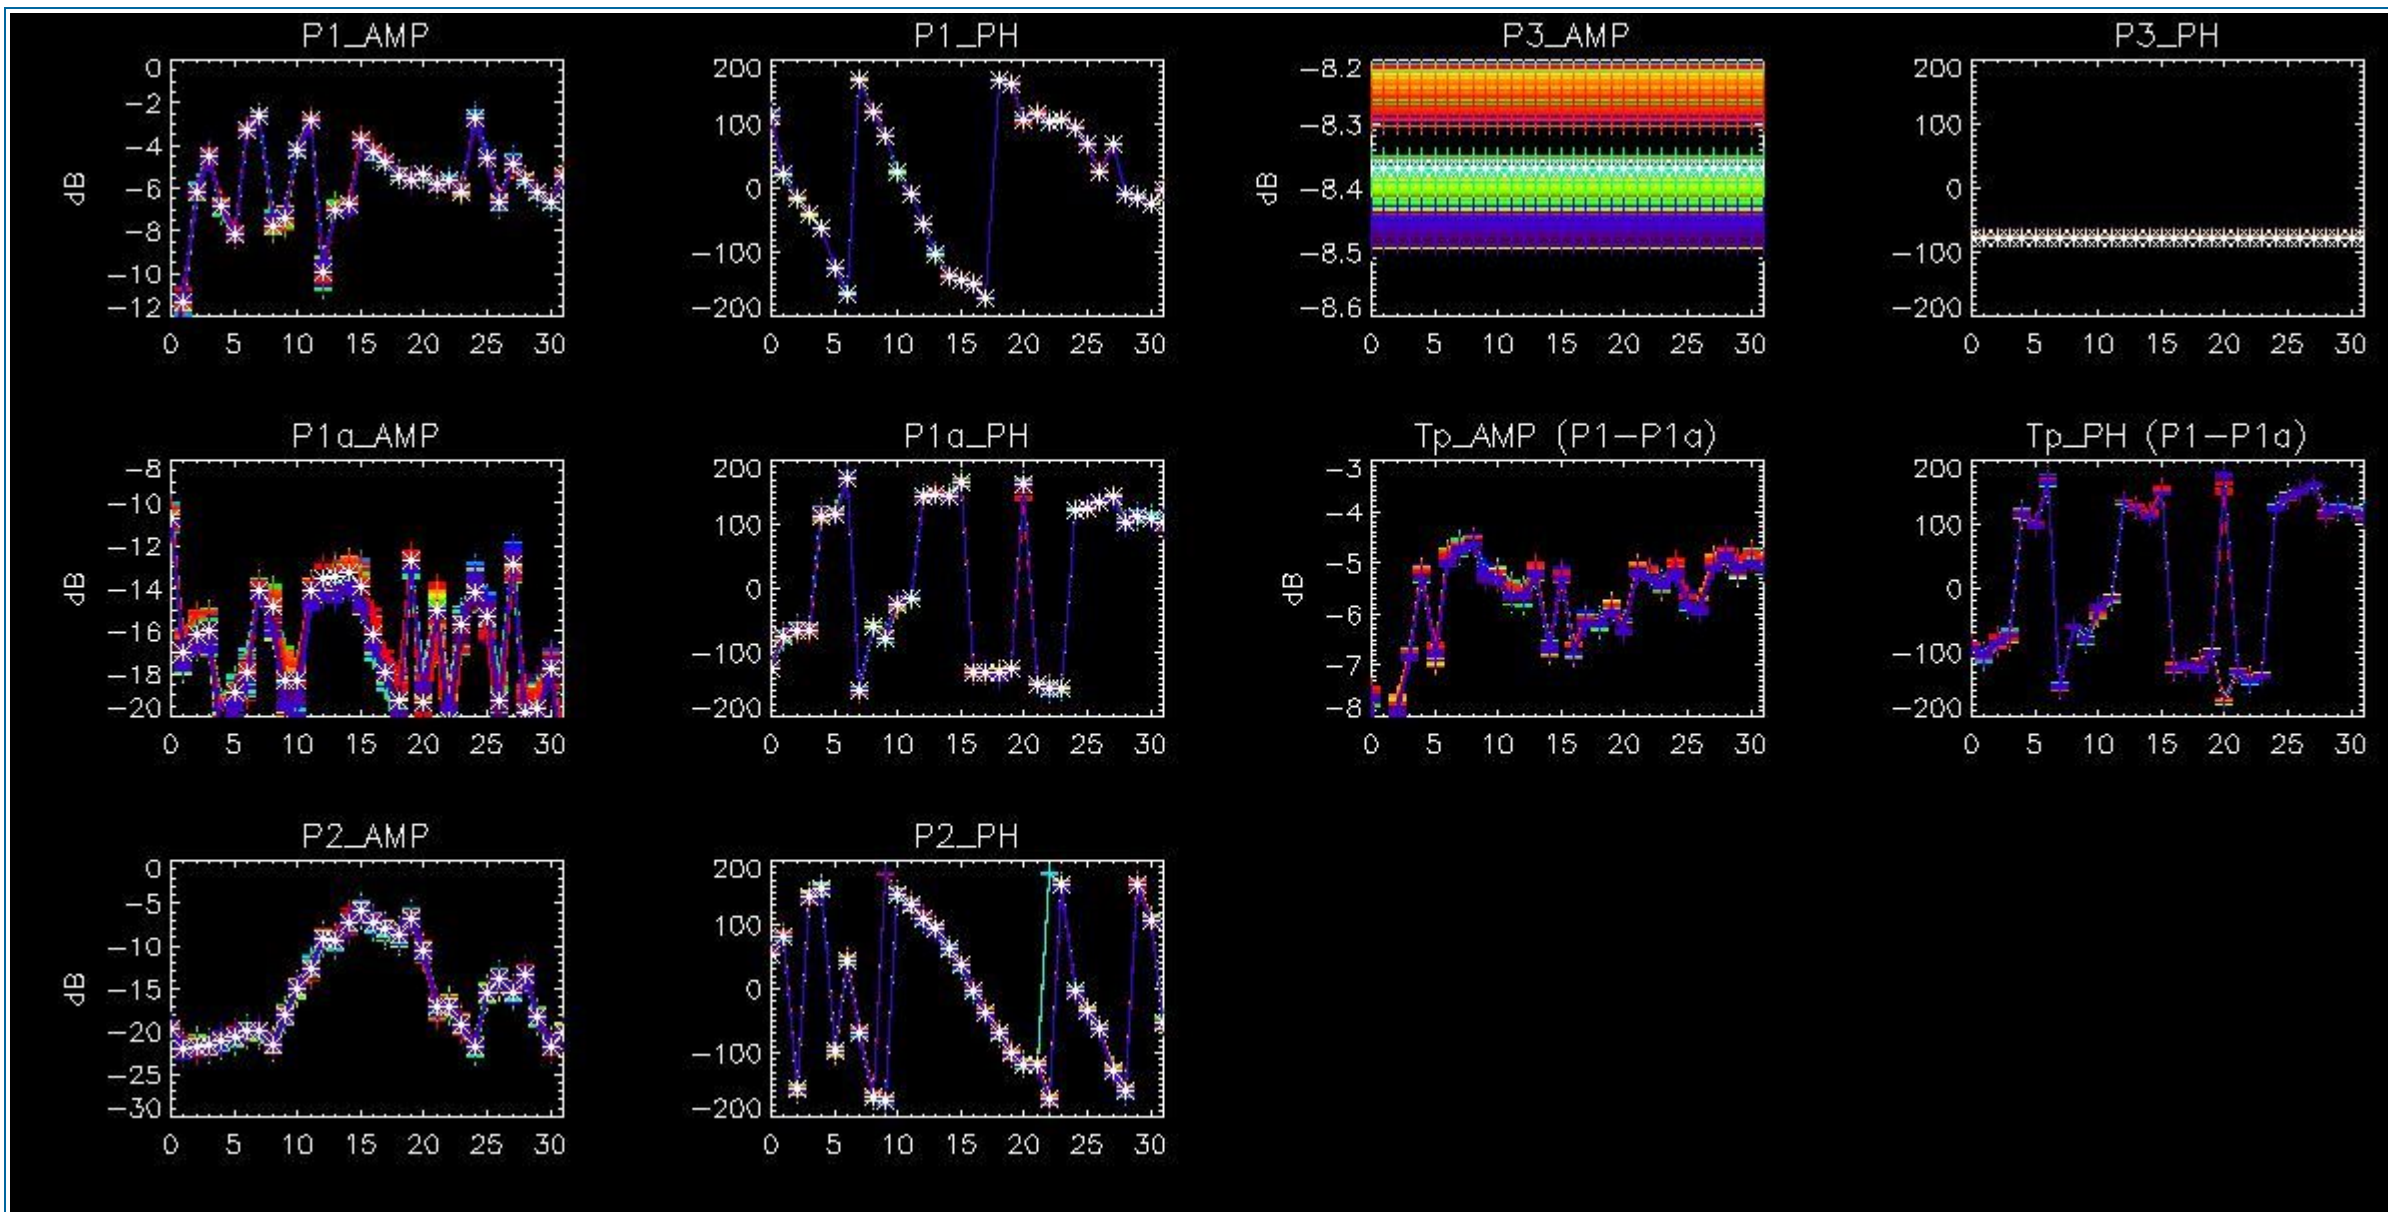 P1_AMP
P1_PH
P3_AMP
P3_PH
0
−2
−4
−6
−8
−10
−12
dB
0 5 10 15 20 25 30
200
100
0
−100
−200
0 5 10 15 20 25 30
−8.2
−8.3
−8.4
−8.5
−8.6
dB
0 5 10 15 20 25 30
200
100
0
−100
−200
0 5 10 15 20 25 30
P1a_AMP
P1a_PH
Tp_AMP (P1−P1a)
Tp_PH (P1−P1a)
−8
−10
−12
−14
−16
−18
−20
dB
0 5 10 15 20 25 30
200
100
0
−100
−200
0 5 10 15 20 25 30
−3
−4
−5
−6
−7
−8
dB
0 5 10 15 20 25 30
200
100
0
−100
−200
0 5 10 15 20 25 30
P2_AMP
P2_PH
0
−5
−10
−15
−20
−25
−30
dB
0 5 10 15 20 25 30
200
100
0
−100
−200
0 5 10 15 20 25 30